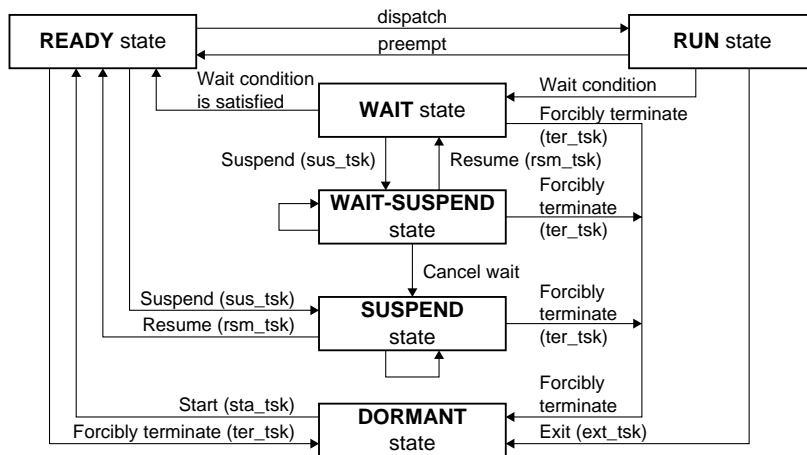 dispatch
READY state
RUN state
preempt
Wait condition
is satisfied
Wait condition
WAIT state
Forcibly terminate
(ter_tsk)
Suspend (sus_tsk)
Resume (rsm_tsk)
WAIT-SUSPEND
state
Forcibly
terminate
(ter_tsk)
Cancel wait
Suspend (sus_tsk)
Resume (rsm_tsk)
SUSPEND
state
Forcibly
terminate
(ter_tsk)
Start (sta_tsk)
Forcibly terminate (ter_tsk)
DORMANT
state
Forcibly
terminate
Exit (ext_tsk)